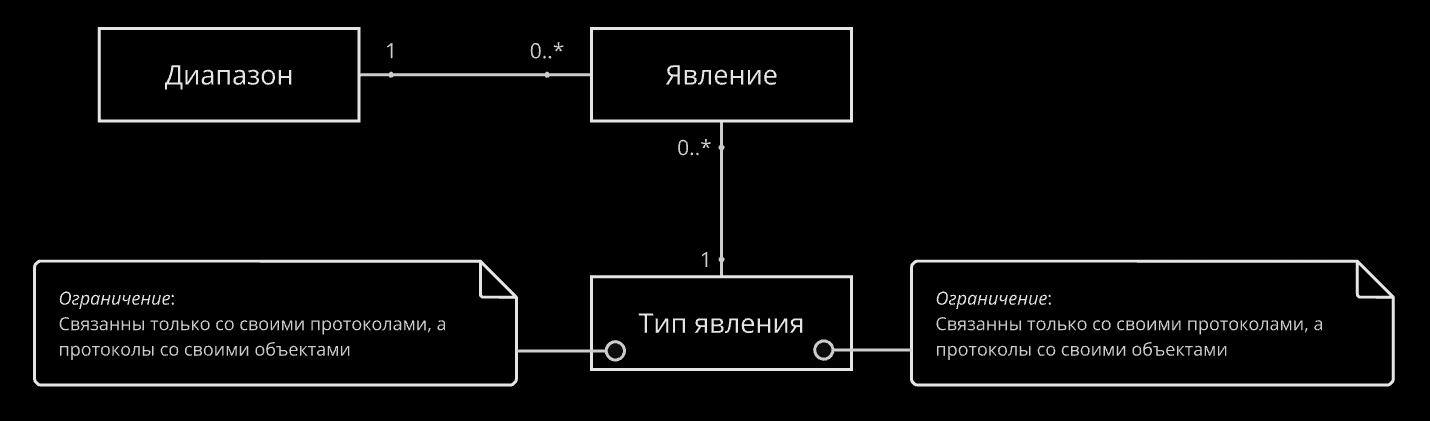 Диапазон
1
0..*
Явление
0..*
1
Тип явления
Ограничение:
Связанны только со своими протоколами, а
протоколы со своими объектами
Ограничение:
Связанны только со своими протоколами, а
протоколы со своими объектами